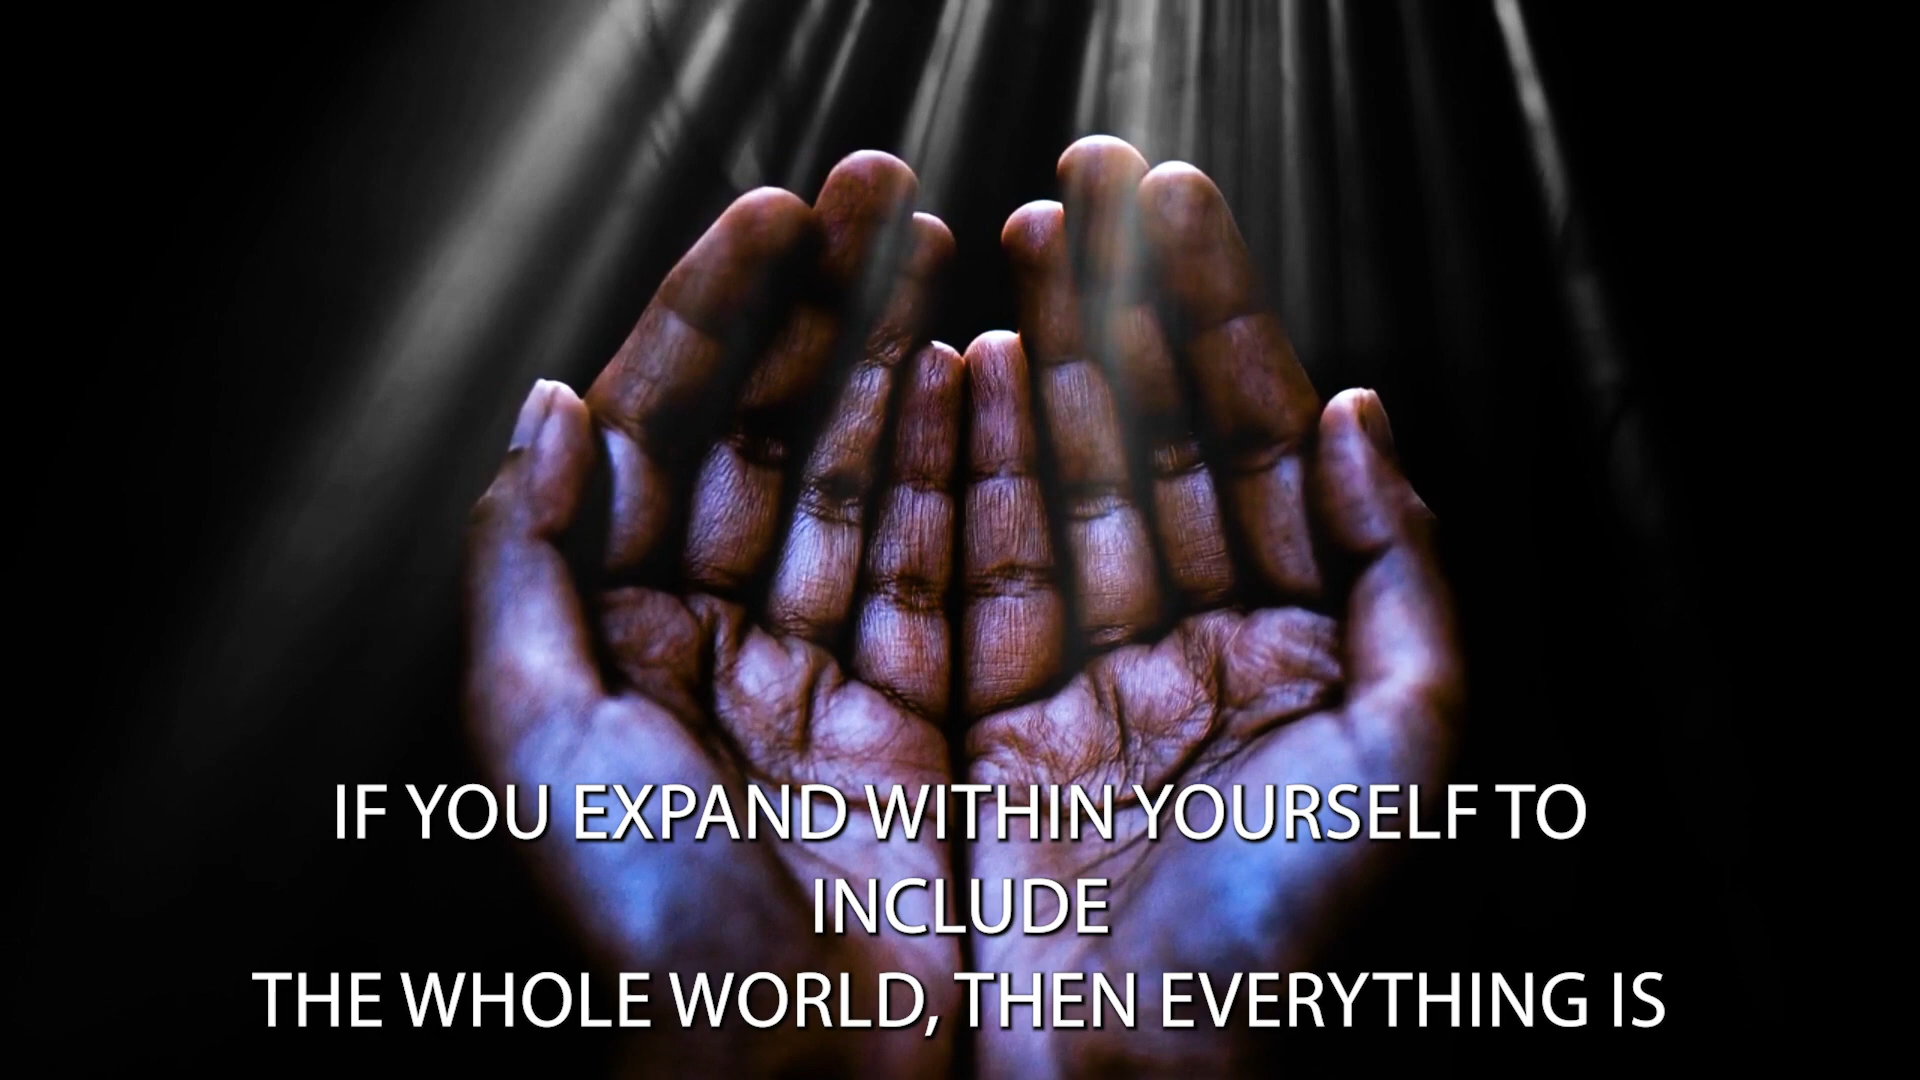 IF YOU EXPAND WITHIN YOURSELF TO
INCLUDE
THE WHOLE WORLD, THEN EVERYTHING IS